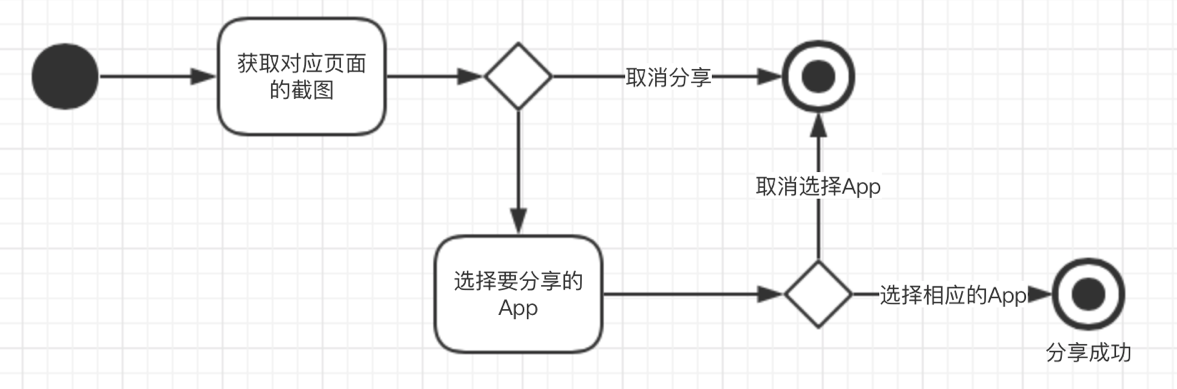 获取对应页面
的截图
取消分享
取消选择App
选择要分享的
App
选择相应的App
分享成功